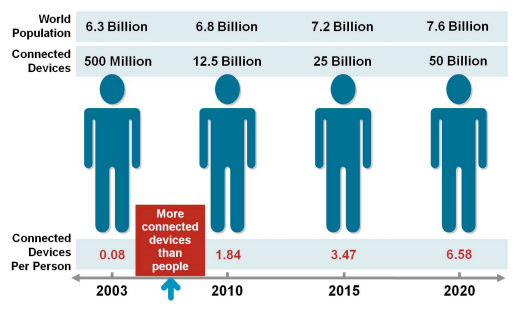 World
Population
6.3 Billion 6.8 Billion 7.2 Billion 7.6 Billion
Connected
Devices
500 Million 12.5 Billion 25 Billion 50 Billion
More
connected
devices
than
people
Connected
Devices
Per Person
0.08 1.84 3.47 6.58
2003 2010 2015 2020